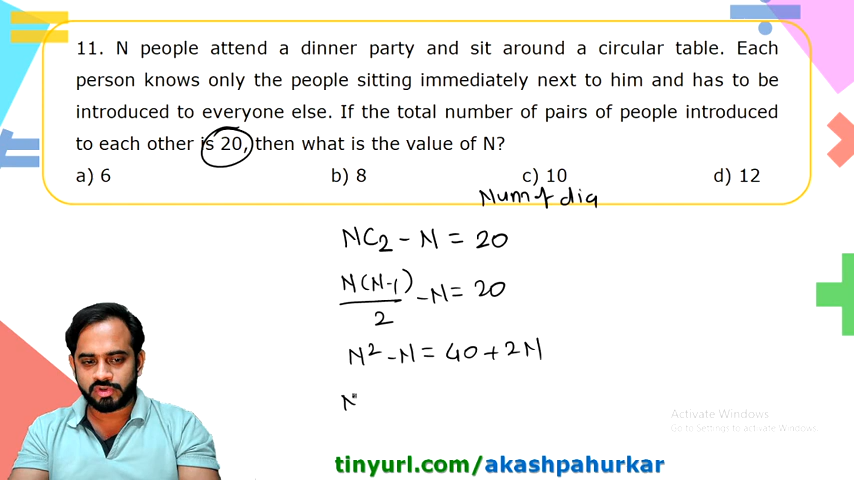 11. N people attend a dinner party and sit around a circular table. Each
person knows only the people sitting immediately next to him and has to be
introduced to everyone else. If the total number of pairs of people introduced
to each other is 20, then what is the value of N?
a) 6 b) 8 c) 10 d) 12
Num of dia
NC₂ - N = 20
N(N-1)/2 - N = 20
N² - N = 40 + 2N
N
Activate Windows
Go to Settings to activate Windows.
tinyurl.com/akashpahurkar